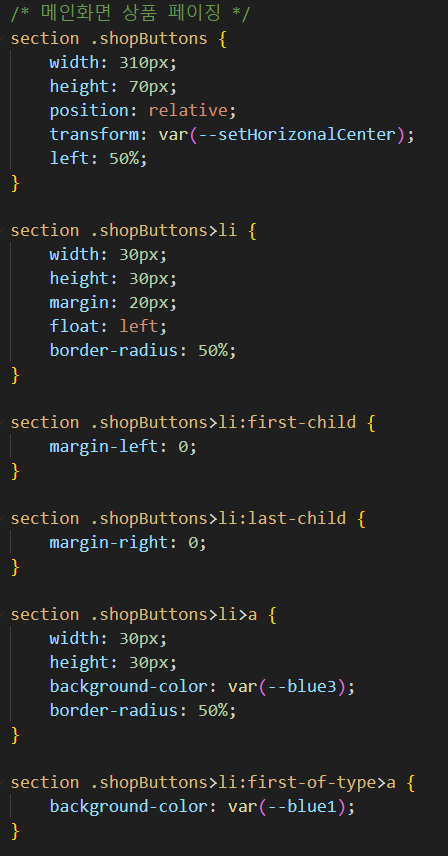 /* 메인화면 상품 페이징 */
section .shopButtons {
    width: 310px;
    height: 70px;
    position: relative;
    transform: var(--setHorizonalCenter);
    left: 50%;
}

section .shopButtons>li {
    width: 30px;
    height: 30px;
    margin: 20px;
    float: left;
    border-radius: 50%;
}

section .shopButtons>li:first-child {
    margin-left: 0;
}

section .shopButtons>li:last-child {
    margin-right: 0;
}

section .shopButtons>li>a {
    width: 30px;
    height: 30px;
    background-color: var(--blue3);
    border-radius: 50%;
}

section .shopButtons>li:first-of-type>a {
    background-color: var(--blue1);
}